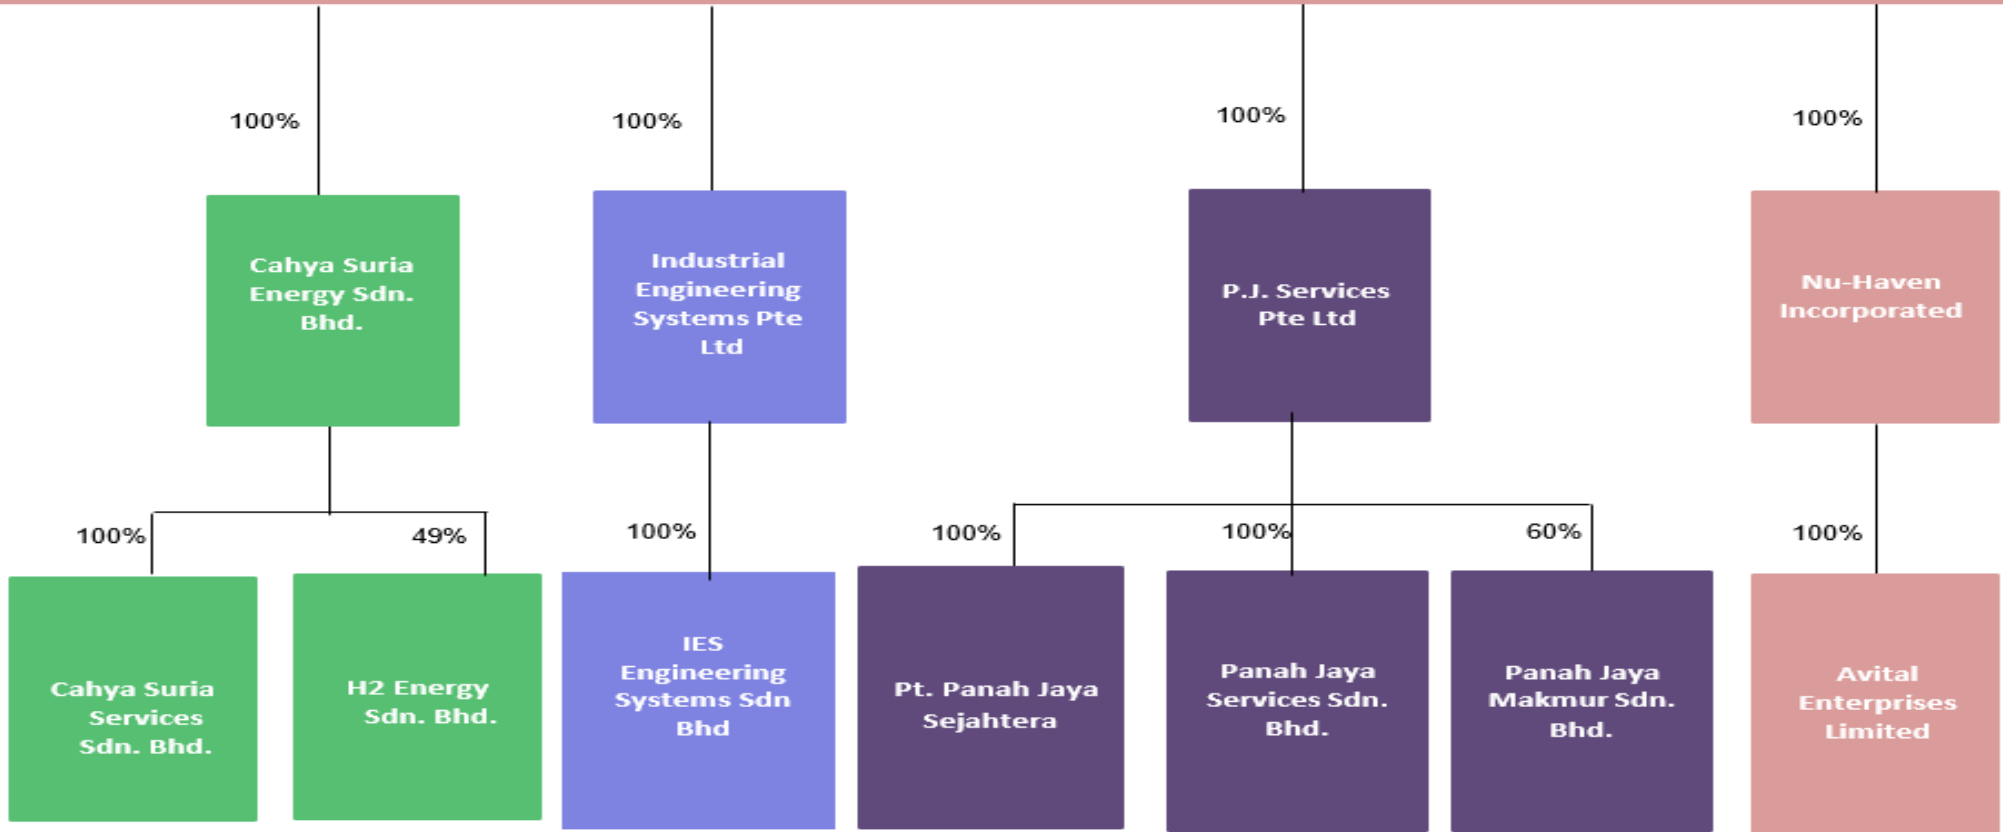 100%
100%
100%
100%
Cahya Suria
Energy Sdn.
Bhd.
Industrial
Engineering
Systems Pte
Ltd
P.J. Services
Pte Ltd
Nu-Haven
Incorporated
100%
49%
100%
100%
100%
60%
100%
Cahya Suria
Services
Sdn. Bhd.
H2 Energy
Sdn. Bhd.
IES
Engineering
Systems Sdn
Bhd
Pt. Panah Jaya
Sejahtera
Panah Jaya
Services Sdn.
Bhd.
Panah Jaya
Makmur Sdn.
Bhd.
Avital
Enterprises
Limited